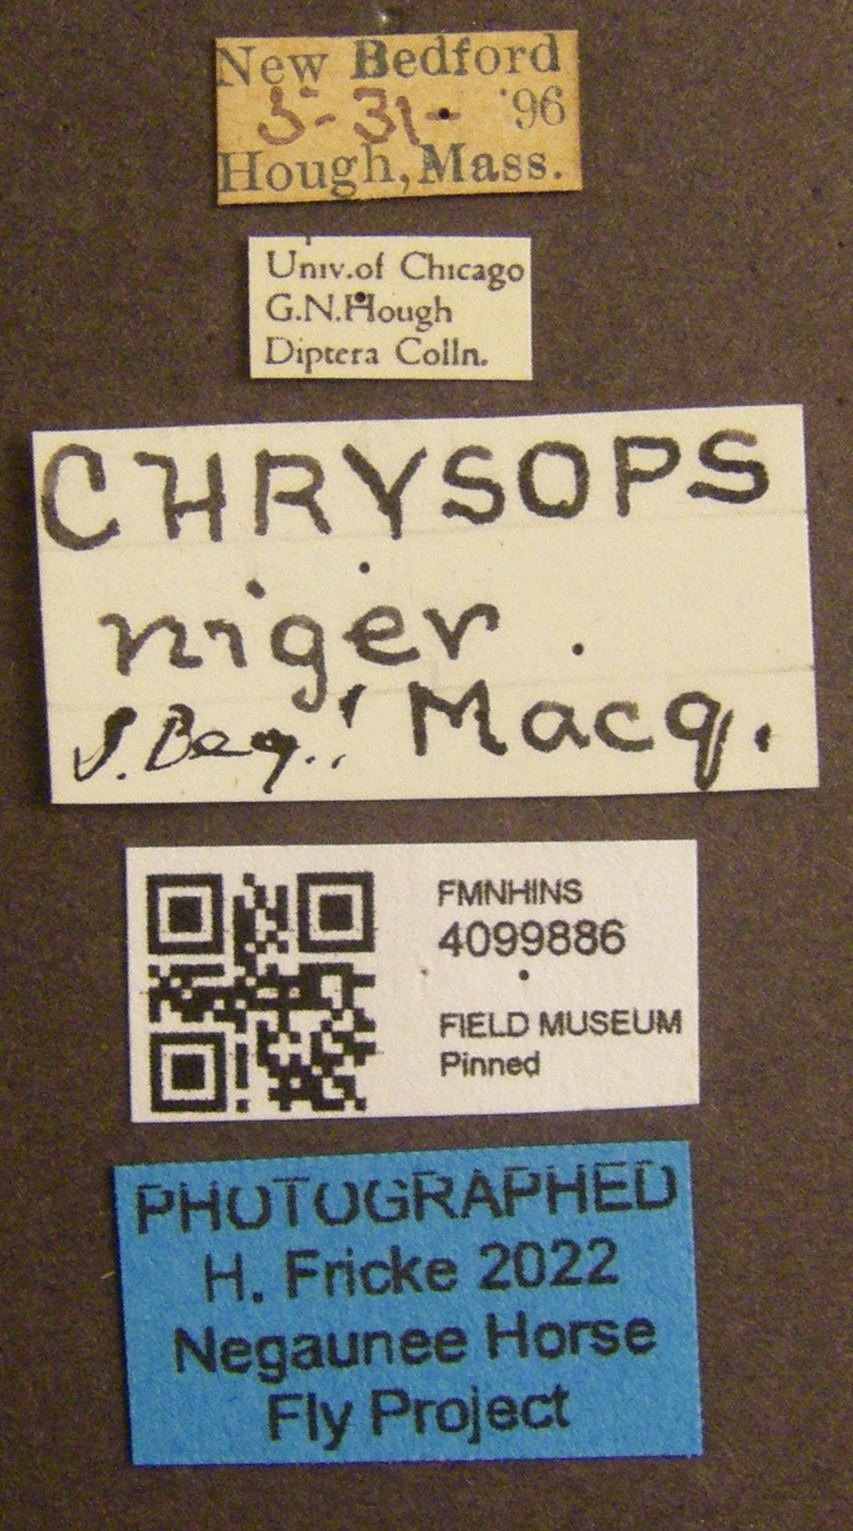 New Bedford
5-31- '96
Hough, Mass.
Univ. of Chicago
G.N. Hough
Diptera Colln.
CHRYSOPS
niger
J. Beq.! Macq.
FMNHINS
4099886
FIELD MUSEUM
Pinned
PHOTOGRAPHED
H. Fricke 2022
Negaunee Horse
Fly Project